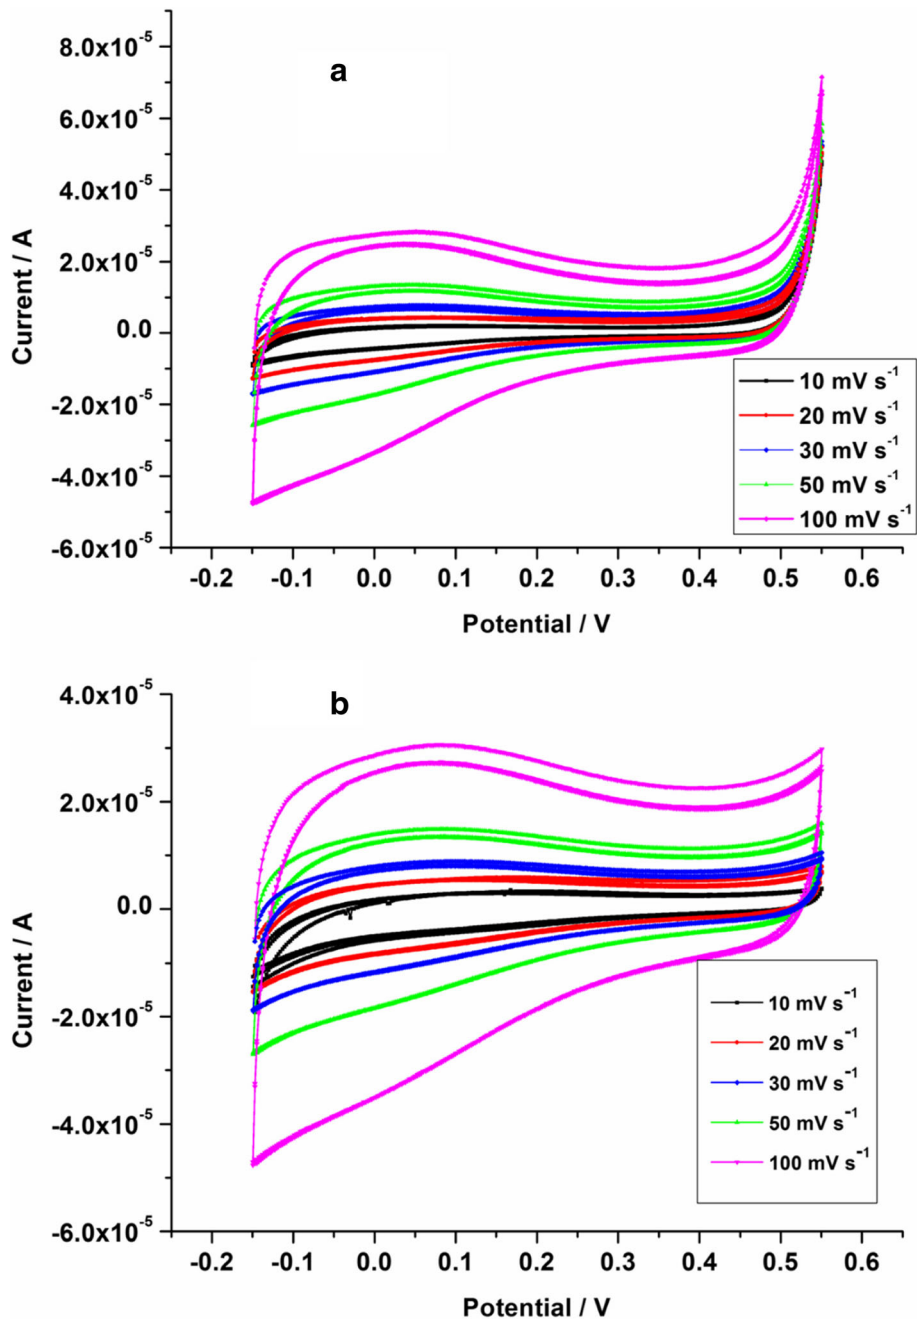 a
8.0x10⁻⁵
6.0x10⁻⁵
4.0x10⁻⁵
2.0x10⁻⁵
0.0
-2.0x10⁻⁵
-4.0x10⁻⁵
-6.0x10⁻⁵
Current / A
10 mV s⁻¹
20 mV s⁻¹
30 mV s⁻¹
50 mV s⁻¹
100 mV s⁻¹
-0.2 -0.1 0.0 0.1 0.2 0.3 0.4 0.5 0.6
Potential / V
b
4.0x10⁻⁵
2.0x10⁻⁵
0.0
-2.0x10⁻⁵
-4.0x10⁻⁵
-6.0x10⁻⁵
Current / A
10 mV s⁻¹
20 mV s⁻¹
30 mV s⁻¹
50 mV s⁻¹
100 mV s⁻¹
-0.2 -0.1 0.0 0.1 0.2 0.3 0.4 0.5 0.6
Potential / V